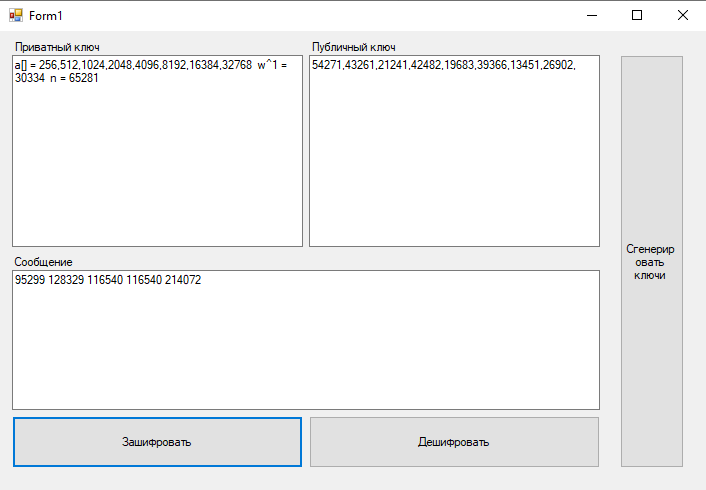 Form1
Приватный ключ
Публичный ключ
a[] = 256,512,1024,2048,4096,8192,16384,32768 w^1 =
30334 n = 65281
54271,43261,21241,42482,19683,39366,13451,26902,
Сгенерир
овать
ключи
Сообщение
95299 128329 116540 116540 214072
Зашифровать
Дешифровать